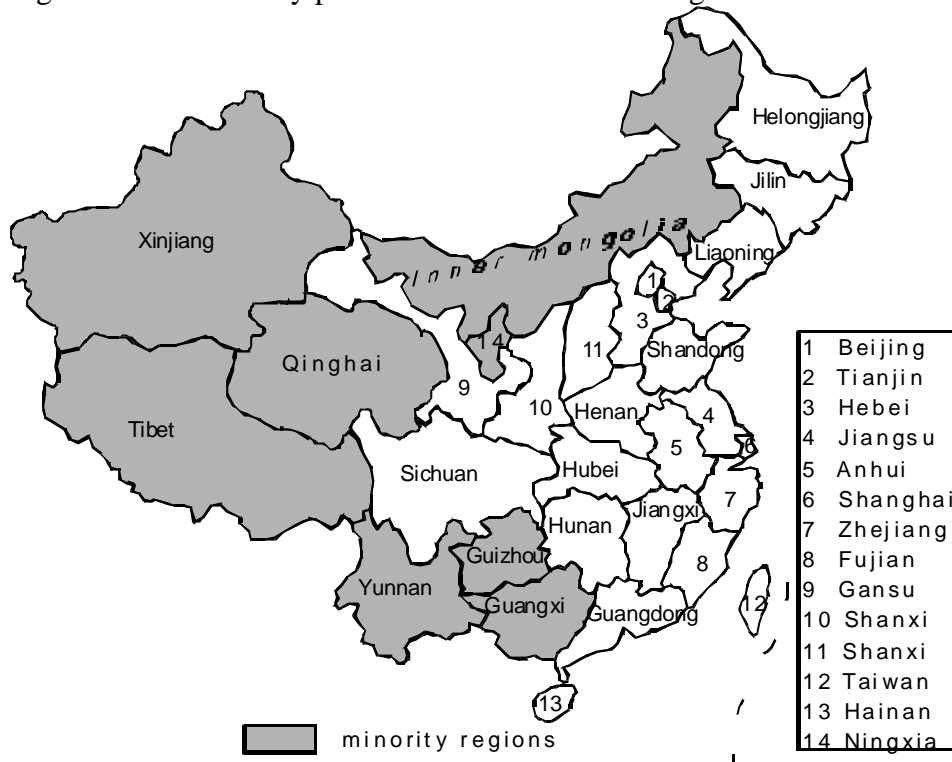 Helongjiang
Jilin
Xinjiang
Inner mongolia
Liaoning
1
2
3
14
Qinghai
11
Shandong
9
10
Henan
4
Tibet
5
6
Sichuan
Hubei
7
Jiangxi
Hunan
Guizhou
8
Yunnan
Guangxi
Guangdong
12
13
minority regions
1 Beijing
2 Tianjin
3 Hebei
4 Jiangsu
5 Anhui
6 Shanghai
7 Zhejiang
8 Fujian
9 Gansu
10 Shanxi
11 Shanxi
12 Taiwan
13 Hainan
14 Ningxia